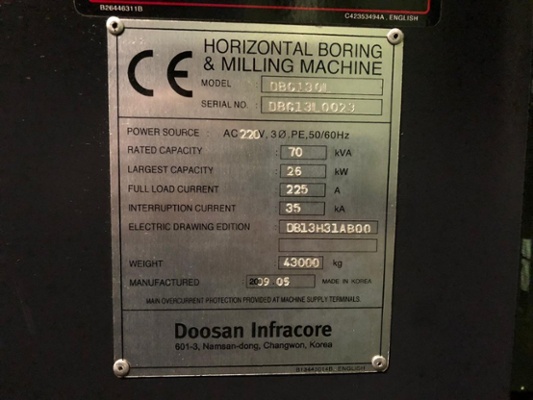 B26446311B
C42353494A, ENGLISH
CE
HORIZONTAL BORING
& MILLING MACHINE
MODEL DBC130L
SERIAL NO. DBC13L0023
POWER SOURCE AC 220V, 3Ø, PE, 50/60Hz
RATED CAPACITY : 70 kVA
LARGEST CAPACITY : 26 kW
FULL LOAD CURRENT : 225 A
INTERRUPTION CURRENT : 35 kA
ELECTRIC DRAWING EDITION : DB13H31AB00
WEIGHT : 43000 kg
MANUFACTURED 2009 05 MADE IN KOREA
MAIN OVERCURRENT PROTECTION PROVIDED AT MACHINE SUPPLY TERMINALS.
Doosan Infracore
601-3, Namsan-dong, Changwon, Korea
ENGLISH